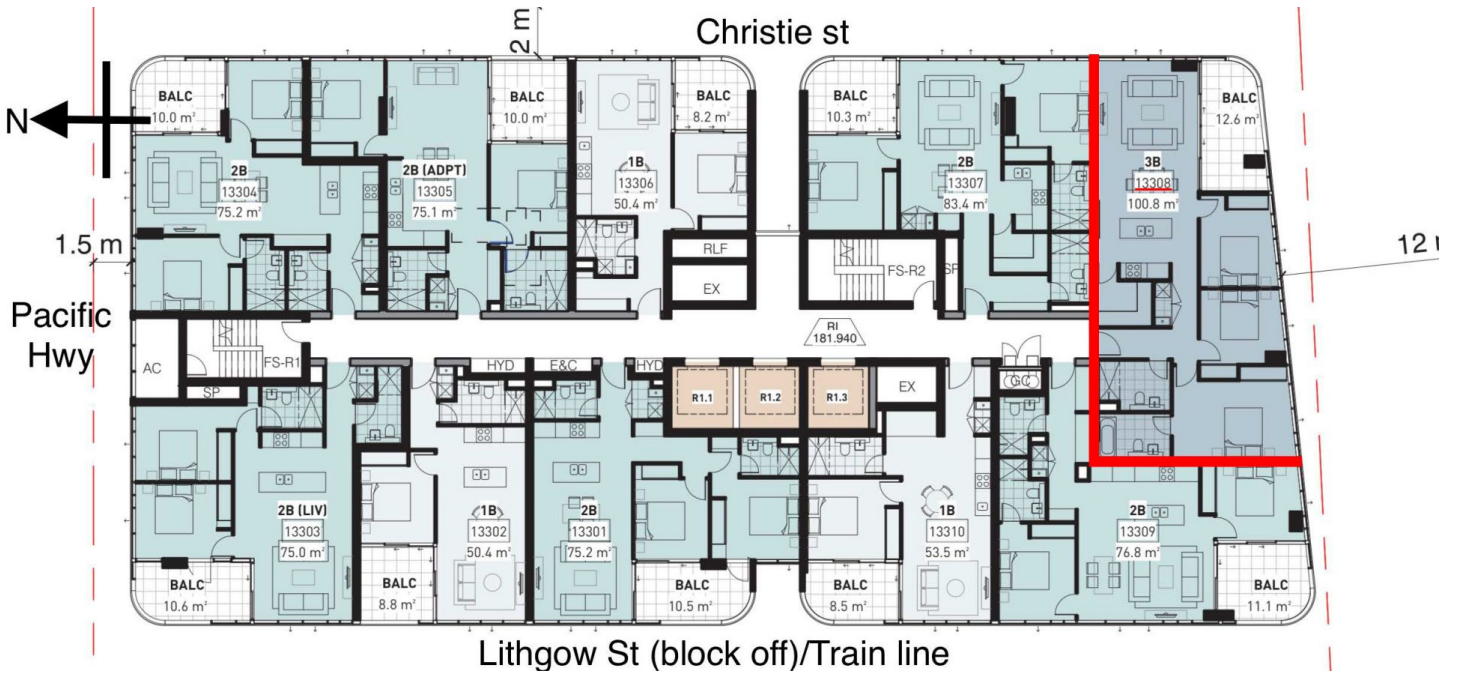 Christie st
2 m
N
BALC
10.0 m²
2B
13304
75.2 m²
2B (ADPT)
13305
75.1 m²
BALC
10.0 m²
1B
13306
50.4 m²
BALC
8.2 m²
BALC
10.3 m²
2B
13307
83.4 m²
3B
13308
100.8 m²
BALC
12.6 m²
1.5 m
12
RLF
EX
FS-R2
SP
Pacific
Hwy
RL
181.940
AC
FS-R1
SP
HYD
E&C
HYD
R1.1
R1.2
R1.3
EX
GC
2B (LIV)
13303
75.0 m²
BALC
10.6 m²
1B
13302
50.4 m²
BALC
8.8 m²
2B
13301
75.2 m²
BALC
10.5 m²
1B
13310
53.5 m²
BALC
8.5 m²
2B
13309
76.8 m²
BALC
11.1 m²
Lithgow St (block off)/Train line